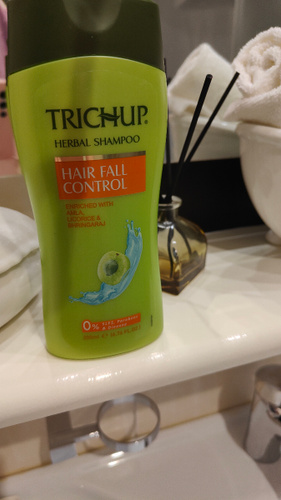 TRICHUP.
HERBAL SHAMPOO
HAIR FALL
CONTROL
ENRICHED WITH
AMLA,
LICORICE &
BHRINGARAJ
0%